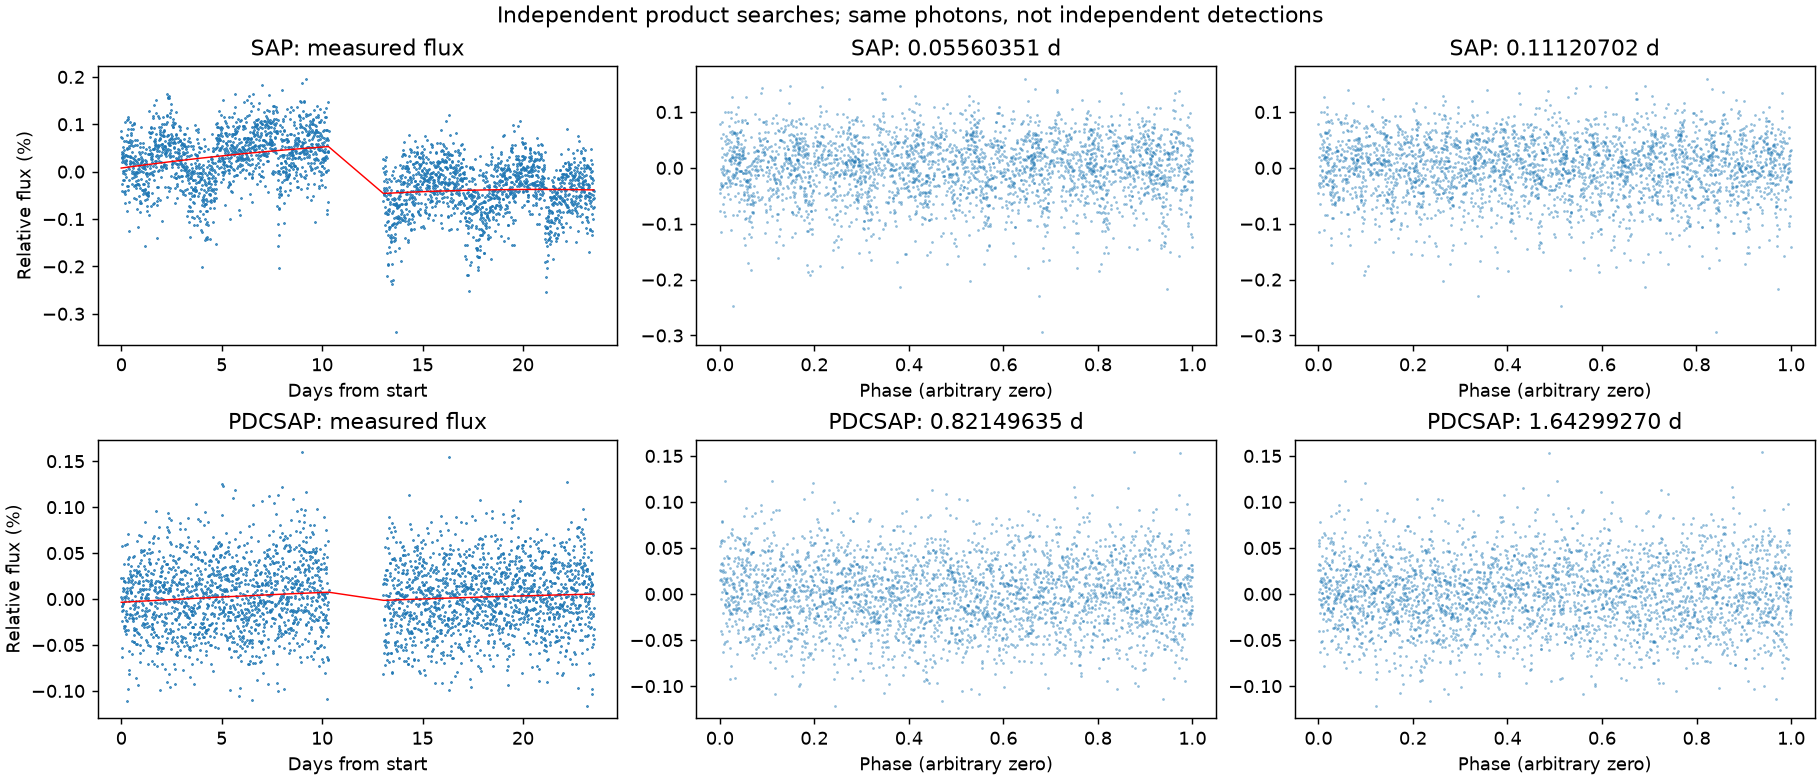 Independent product searches; same photons, not independent detections
SAP: measured flux
SAP: 0.05560351 d
SAP: 0.11120702 d
Relative flux (%)
0.2
0.1
0.0
−0.1
−0.2
−0.3
0 5 10 15 20
Days from start
0.1
0.0
−0.1
−0.2
−0.3
0.0 0.2 0.4 0.6 0.8 1.0
Phase (arbitrary zero)
0.1
0.0
−0.1
−0.2
−0.3
0.0 0.2 0.4 0.6 0.8 1.0
Phase (arbitrary zero)
PDCSAP: measured flux
PDCSAP: 0.82149635 d
PDCSAP: 1.64299270 d
Relative flux (%)
0.15
0.10
0.05
0.00
−0.05
−0.10
0 5 10 15 20
Days from start
0.15
0.10
0.05
0.00
−0.05
−0.10
0.0 0.2 0.4 0.6 0.8 1.0
Phase (arbitrary zero)
0.15
0.10
0.05
0.00
−0.05
−0.10
0.0 0.2 0.4 0.6 0.8 1.0
Phase (arbitrary zero)